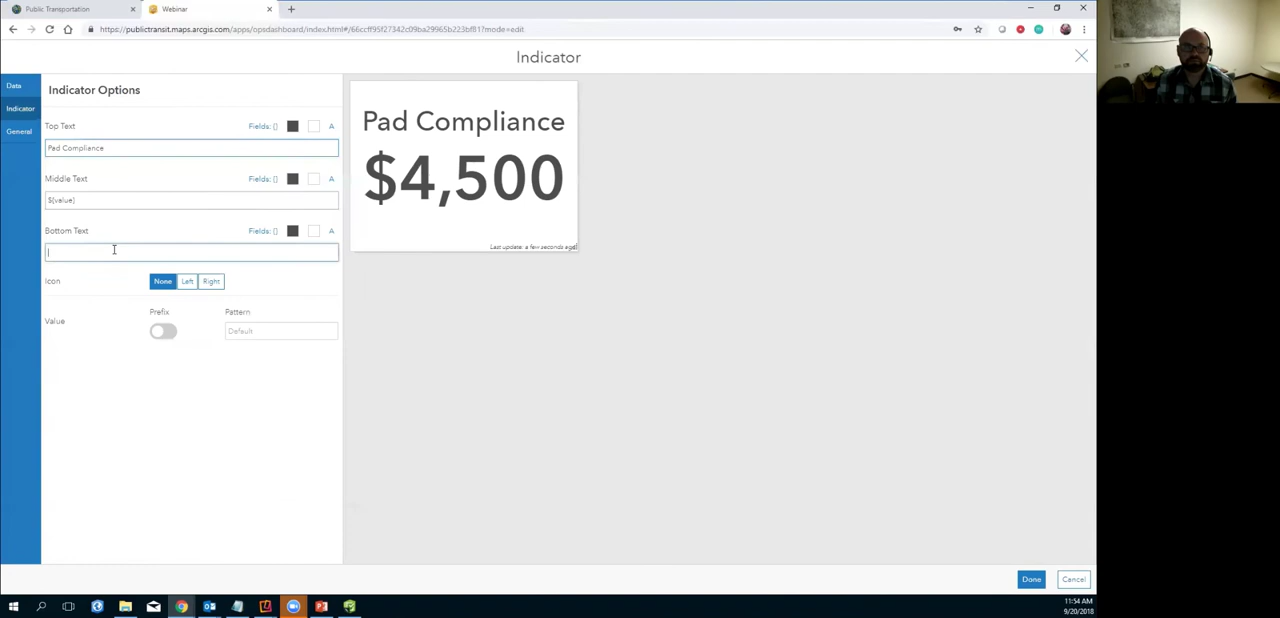 Public Transportation
Webinar
https://publictransit.maps.arcgis.com/apps/opsdashboard/index.html#/66ccff95f27342c09ba29965b223bf81?mode=edit
Indicator
Data
Indicator
General
Indicator Options
Top Text
Fields: {}
A
Pad Compliance
Middle Text
Fields: {}
A
${value}
Bottom Text
Fields: {}
A
Icon
None
Left
Right
Value
Prefix
Pattern
Default
Pad Compliance
$4,500
Last update: a few seconds ago
Done
Cancel
11:54 AM
9/20/2018